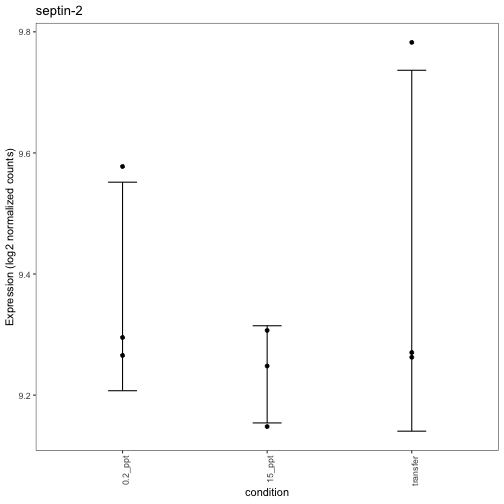 septin-2
Expression (log2 normalized counts)
9.8
9.6
9.4
9.2
0.2_ppt
15_ppt
transfer
condition